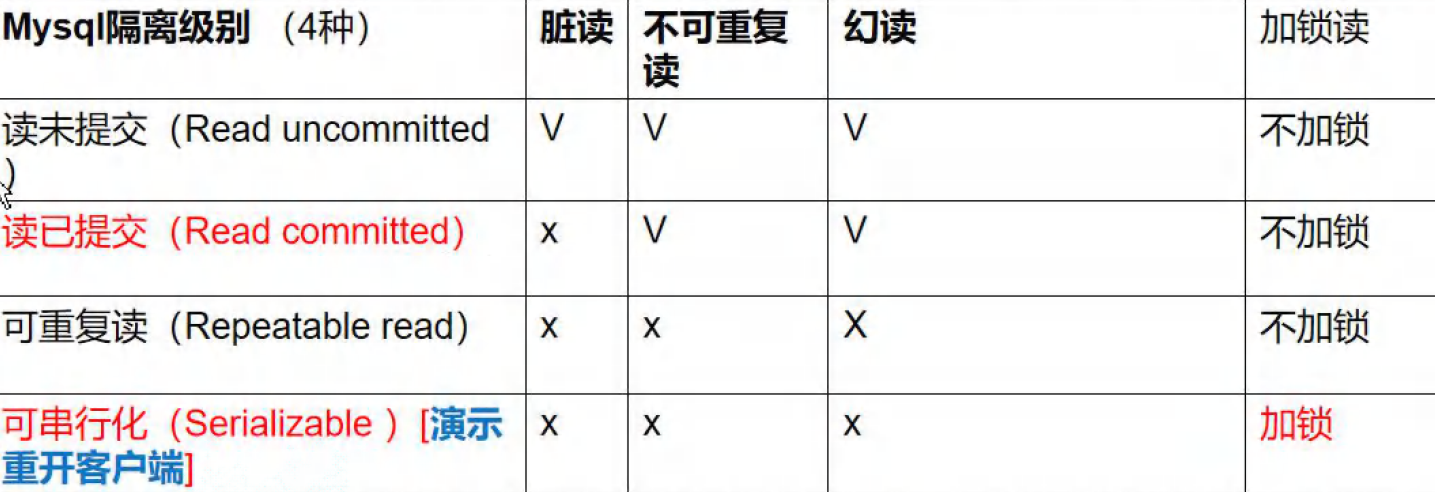 Mysql隔离级别 （4种） 脏读 不可重复 幻读 加锁读
读
读未提交（Read uncommitted V V V 不加锁
）
读已提交（Read committed） x V V 不加锁
可重复读（Repeatable read） x x X 不加锁
可串行化（Serializable ）[演示 x x x 加锁
重开客户端]